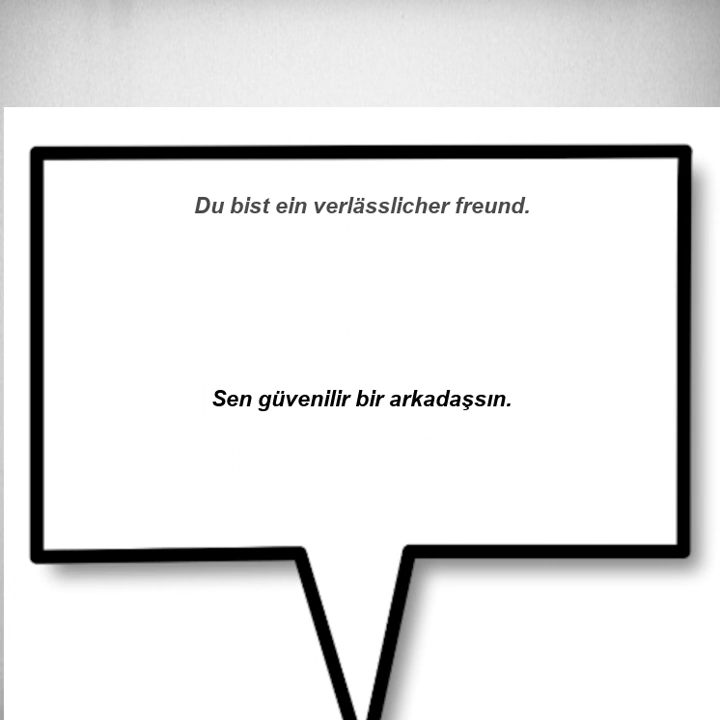 Du bist ein verlässlicher freund.
Sen güvenilir bir arkadaşsın.